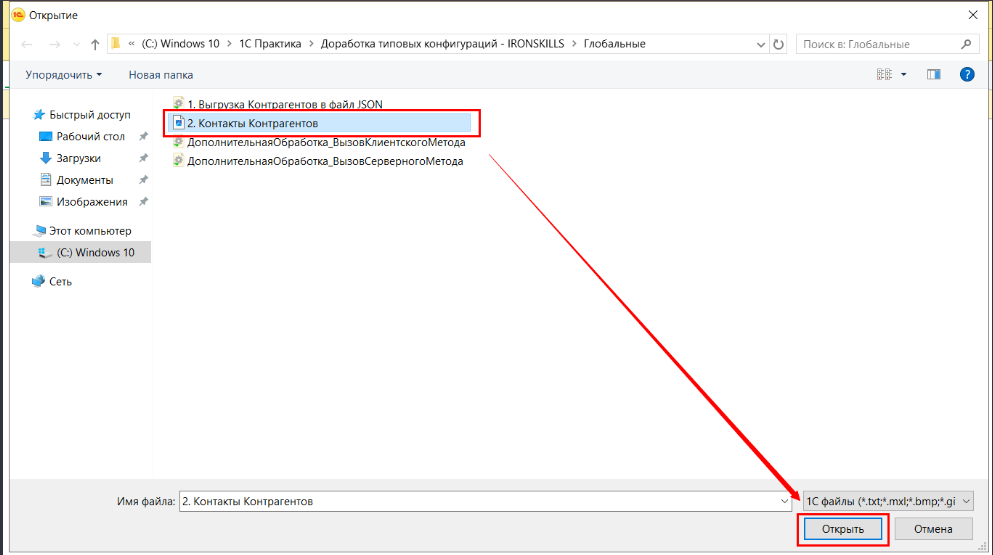 Открытие
« (C:) Windows 10 > 1С Практика > Доработка типовых конфигураций - IRONSKILLS > Глобальные
Поиск в: Глобальные
Упорядочить
Новая папка
?
Быстрый доступ
Рабочий стол
Загрузки
Документы
Изображения
Этот компьютер
(C:) Windows 10
Сеть
1. Выгрузка Контрагентов в файл JSON
2. Контакты Контрагентов
ДополнительнаяОбработка_ВызовКлиентскогоМетода
ДополнительнаяОбработка_ВызовСерверногоМетода
Имя файла:
2. Контакты Контрагентов
1С файлы (*.txt;*.mxl;*.bmp;*.gi
Открыть
Отмена